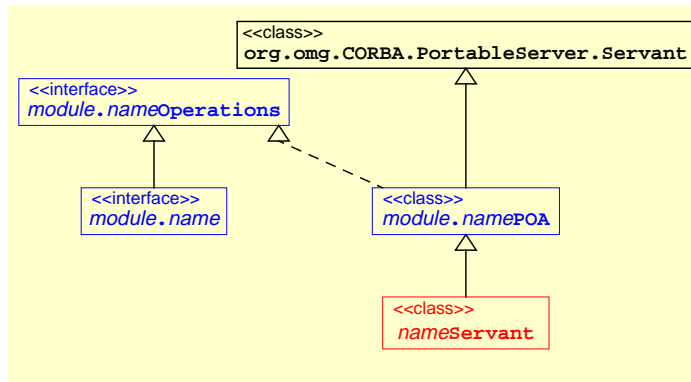 <<class>>
org.omg.CORBA.PortableServer.Servant
<<interface>>
module.nameOperations
<<interface>>
module.name
<<class>>
module.namePOA
<<class>>
nameServant